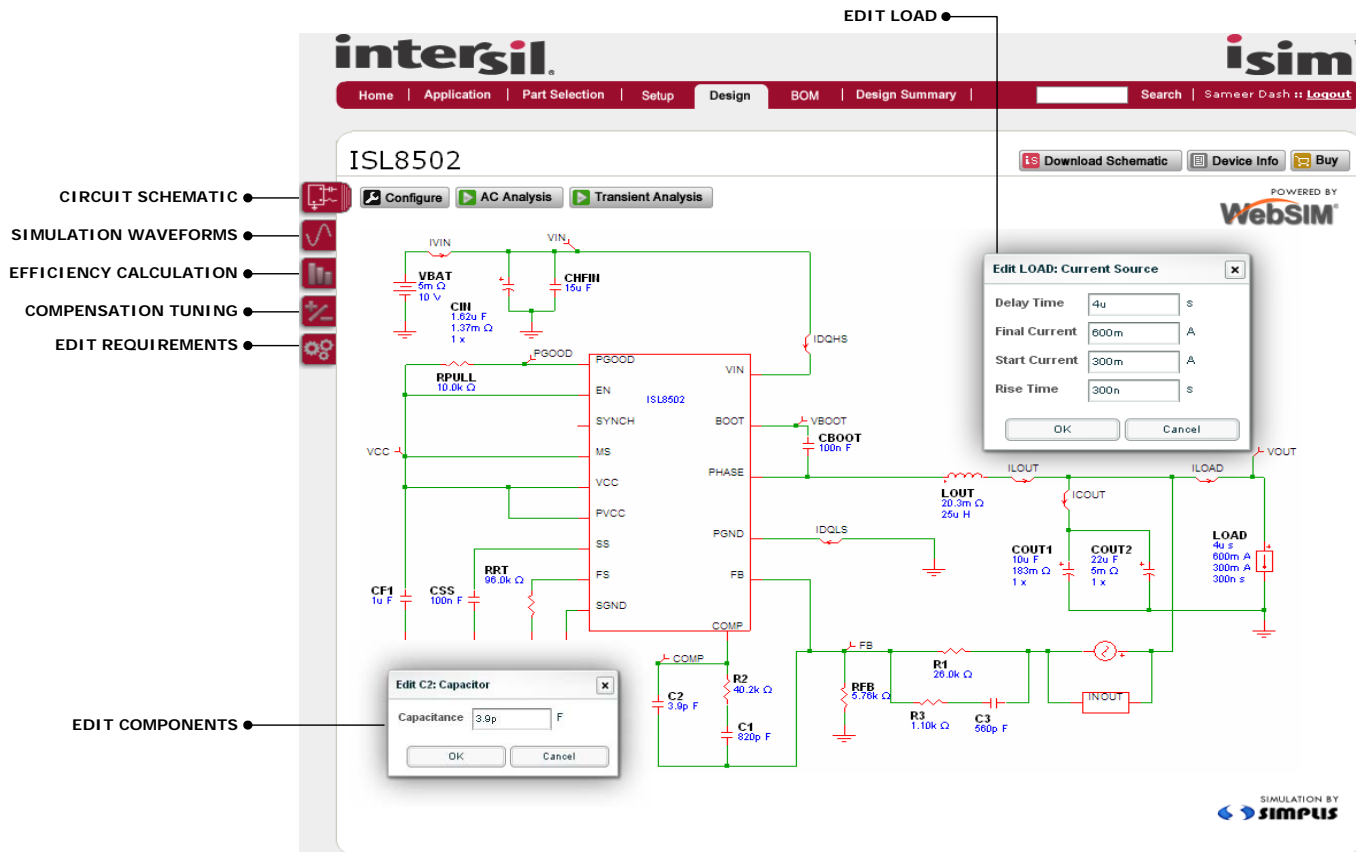 EDIT LOAD
intersil®
isim
Home | Application | Part Selection | Setup Design BOM | Design Summary | Search | Sameer Dash :: Logout
ISL8502
iS Download Schematic Device Info Buy
CIRCUIT SCHEMATIC
Configure AC Analysis Transient Analysis
POWERED BY
WebSIM
SIMULATION WAVEFORMS
EFFICIENCY CALCULATION
COMPENSATION TUNING
EDIT REQUIREMENTS
IVIN
VIN
VBAT
5m Ω
10 V
CIN
1.62u F
1.37m Ω
1 x
CHFIN
15u F
IDQHS
Edit LOAD: Current Source
Delay Time 4u s
Final Current 600m A
Start Current 300m A
Rise Time 300n s
OK Cancel
PGOOD
RPULL
10.0k Ω
PGOOD
EN
SYNCH
MS
VCC
PVCC
SS
FS
SGND
ISL8502
VIN
BOOT
PHASE
PGND
FB
COMP
VCC
VBOOT
CBOOT
100n F
LOUT
20.3m Ω
25u H
ILOUT
ICOUT
ILOAD
VOUT
IDQLS
COUT1
10u F
183m Ω
1 x
COUT2
22u F
5m Ω
1 x
LOAD
4u s
600m A
300m A
300n s
CF1
1u F
CSS
100n F
RRT
96.0k Ω
COMP
C2
3.9p F
R2
40.2k Ω
C1
820p F
FB
RFB
5.76k Ω
R1
26.0k Ω
R3
1.10k Ω
C3
560p F
INOUT
EDIT COMPONENTS
Edit C2: Capacitor
Capacitance 3.9p F
OK Cancel
SIMULATION BY
SIMPLIS